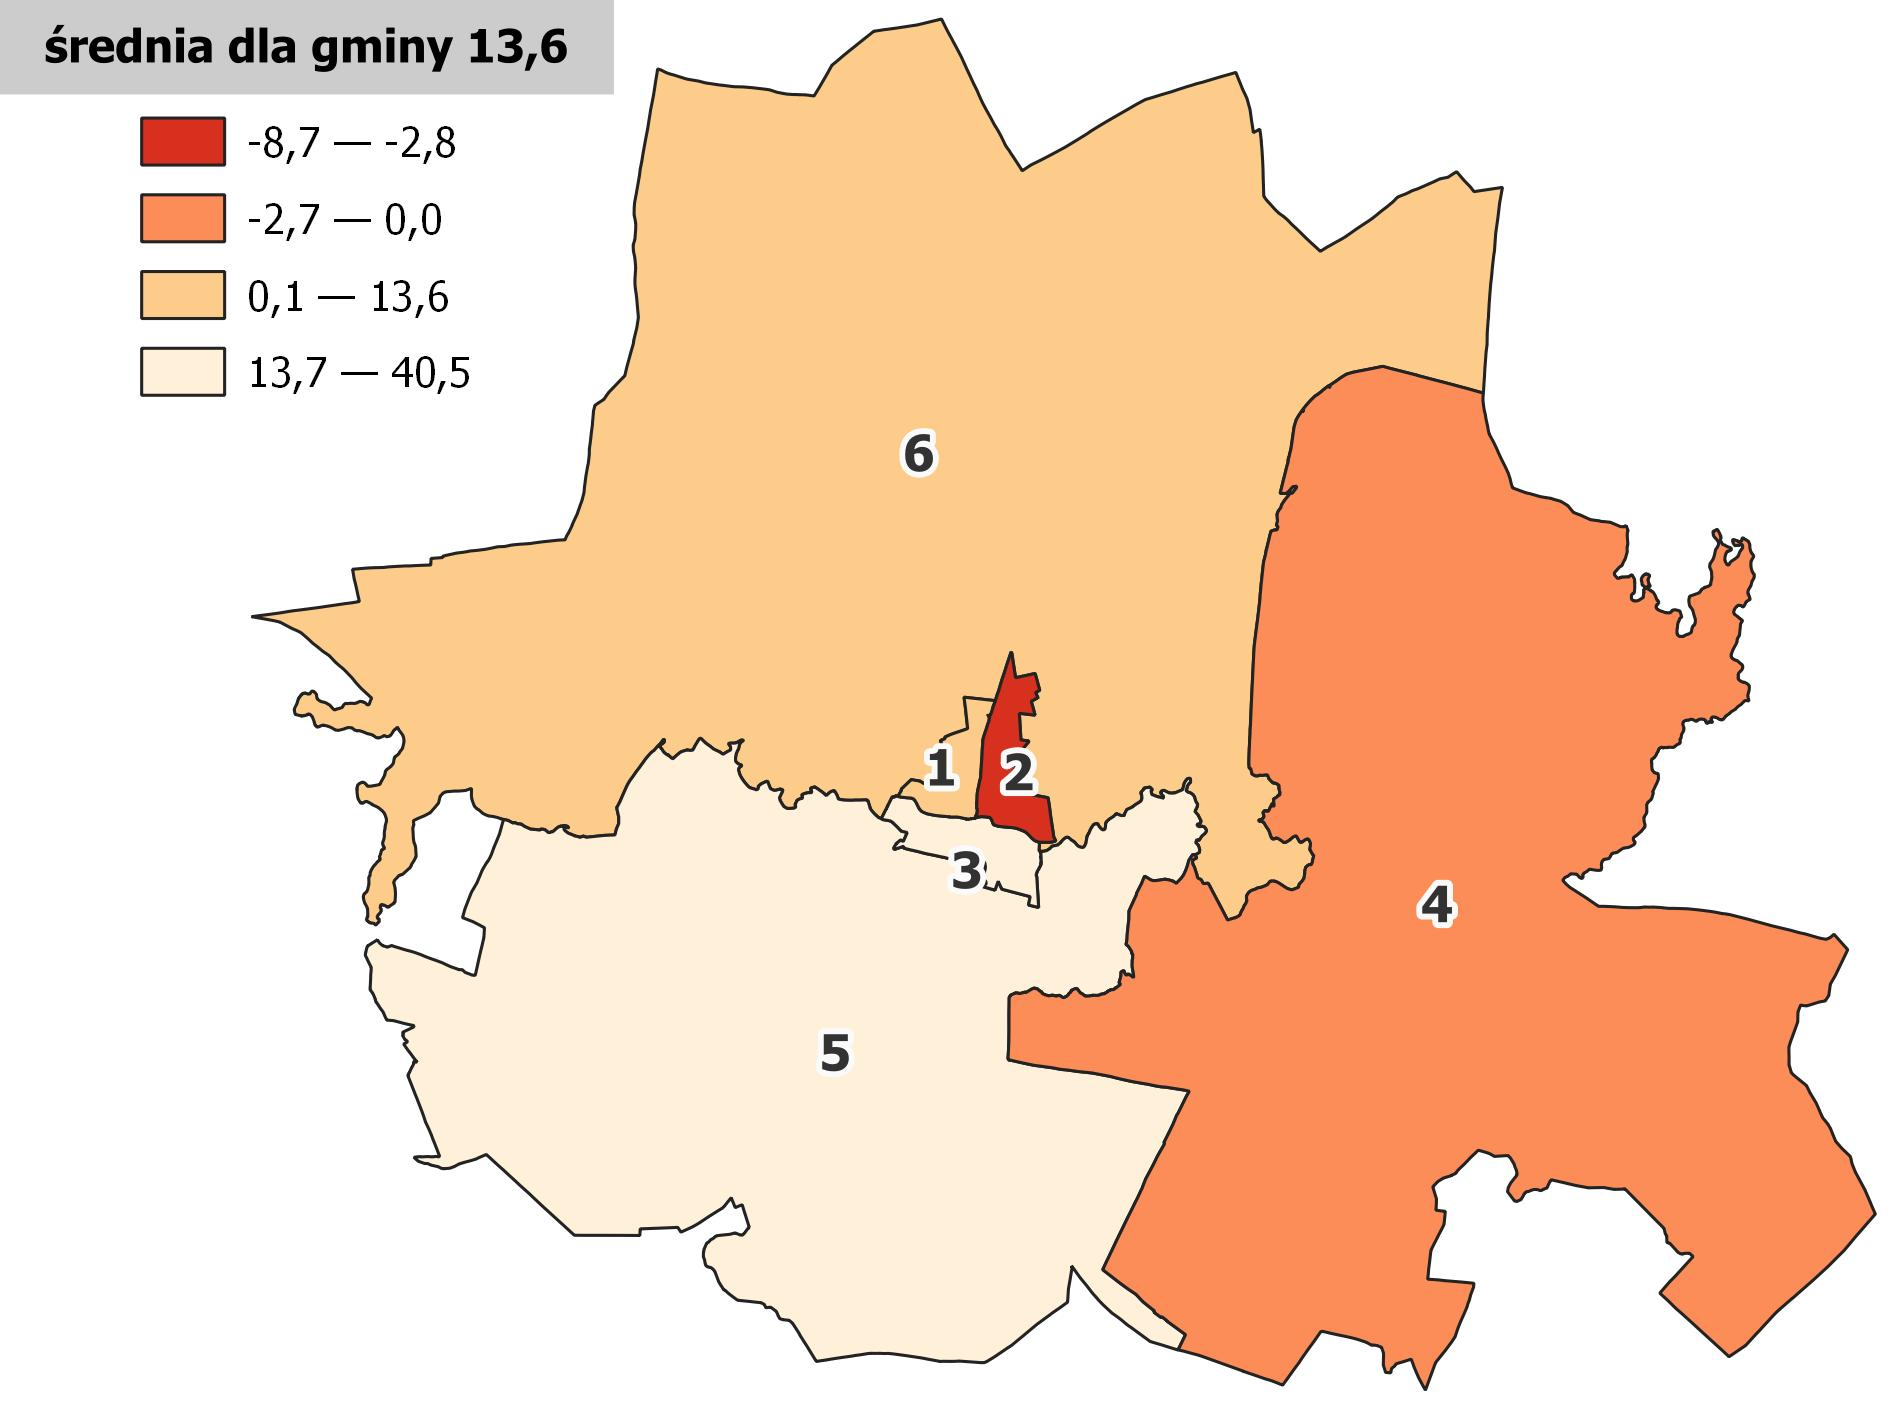 średnia dla gminy 13,6
-8,7 — -2,8
-2,7 — 0,0
0,1 — 13,6
13,7 — 40,5
6
1
2
3
4
5